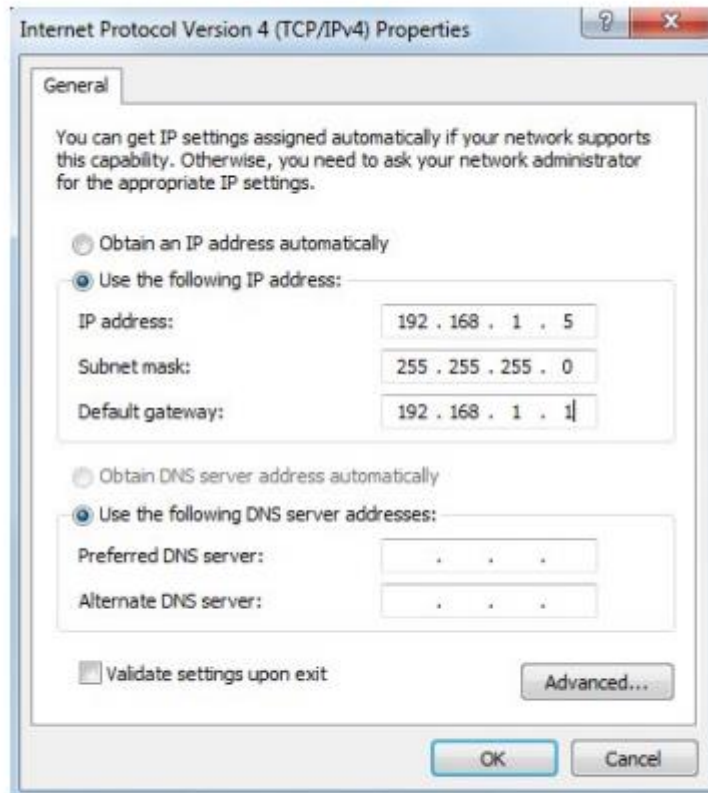 Internet Protocol Version 4 (TCP/IPv4) Properties
General
You can get IP settings assigned automatically if your network supports
this capability. Otherwise, you need to ask your network administrator
for the appropriate IP settings.
Obtain an IP address automatically
Use the following IP address:
IP address: 192 . 168 . 1 . 5
Subnet mask: 255 . 255 . 255 . 0
Default gateway: 192 . 168 . 1 . 1
Obtain DNS server address automatically
Use the following DNS server addresses:
Preferred DNS server: . . .
Alternate DNS server: . . .
Validate settings upon exit
Advanced...
OK Cancel